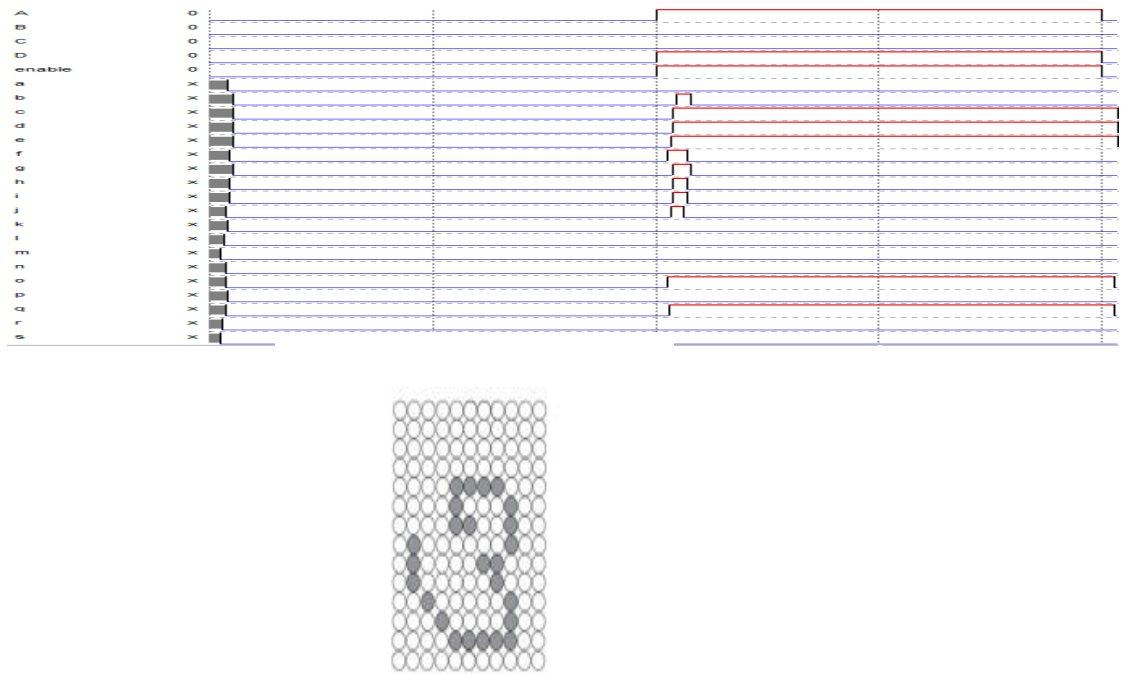 A 0
B 0
C 0
D 0
enable 0
a x
b x
c x
d x
e x
f x
g x
h x
i x
j x
k x
l x
m x
n x
o x
p x
q x
r x
s x